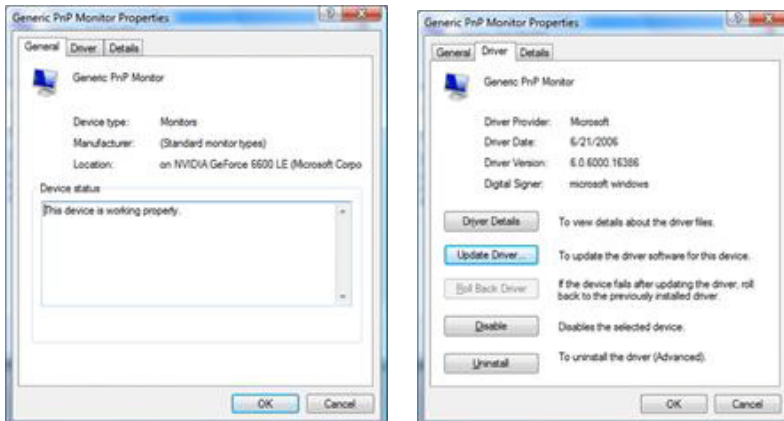 Generic PnP Monitor Properties
General Driver Details
Generic PnP Monitor
Device type: Monitors
Manufacturer: (Standard monitor types)
Location: on NVIDIA GeForce 6600 LE (Microsoft Corpo
Device status
This device is working properly.
OK Cancel
Generic PnP Monitor Properties
General Driver Details
Generic PnP Monitor
Driver Provider: Microsoft
Driver Date: 6/21/2006
Driver Version: 6.0.6000.16386
Digital Signer: microsoft windows
Driver Details To view details about the driver files.
Update Driver... To update the driver software for this device.
Roll Back Driver If the device fails after updating the driver, roll
back to the previously installed driver.
Disable Disables the selected device.
Uninstall To uninstall the driver (Advanced).
OK Cancel